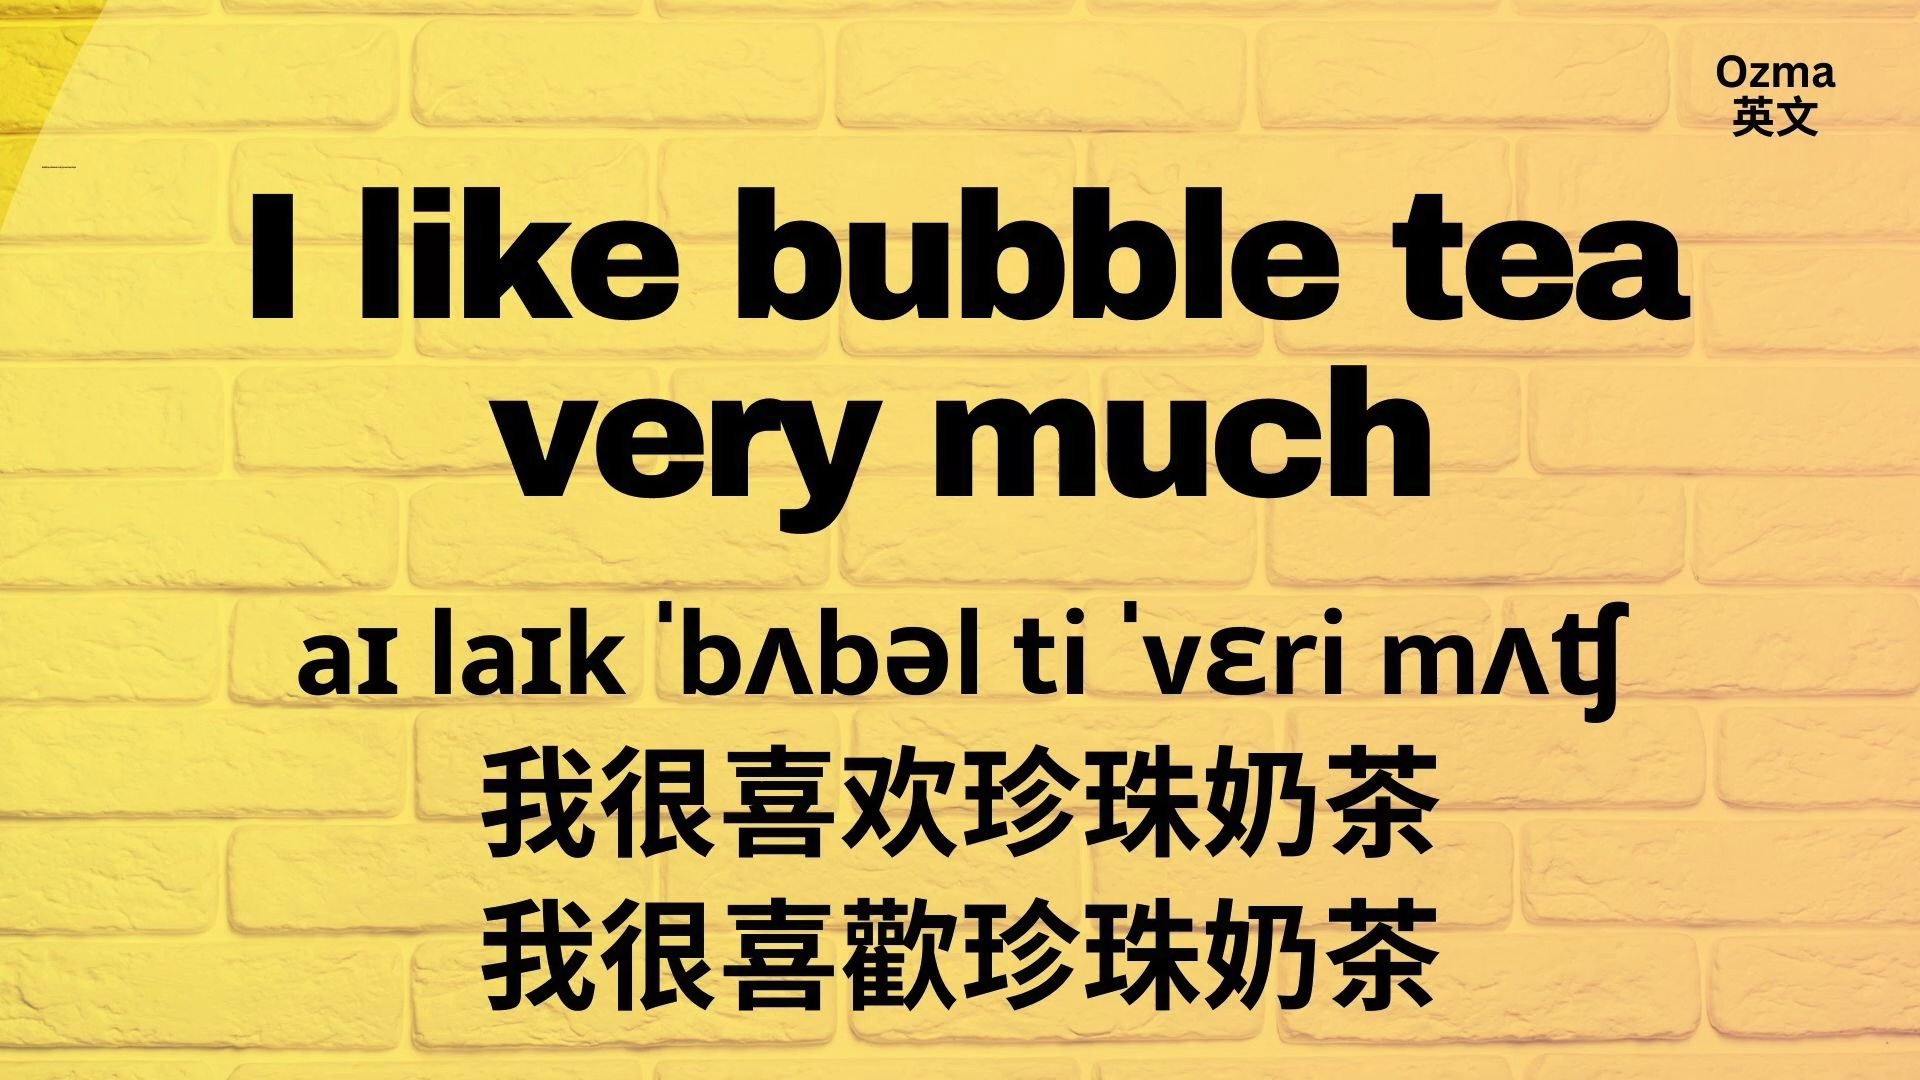 Ozma
英文
I like bubble tea
very much
aɪ laɪk ˈbʌbəl ti ˈvɛri mʌʧ
我很喜欢珍珠奶茶
我很喜歡珍珠奶茶